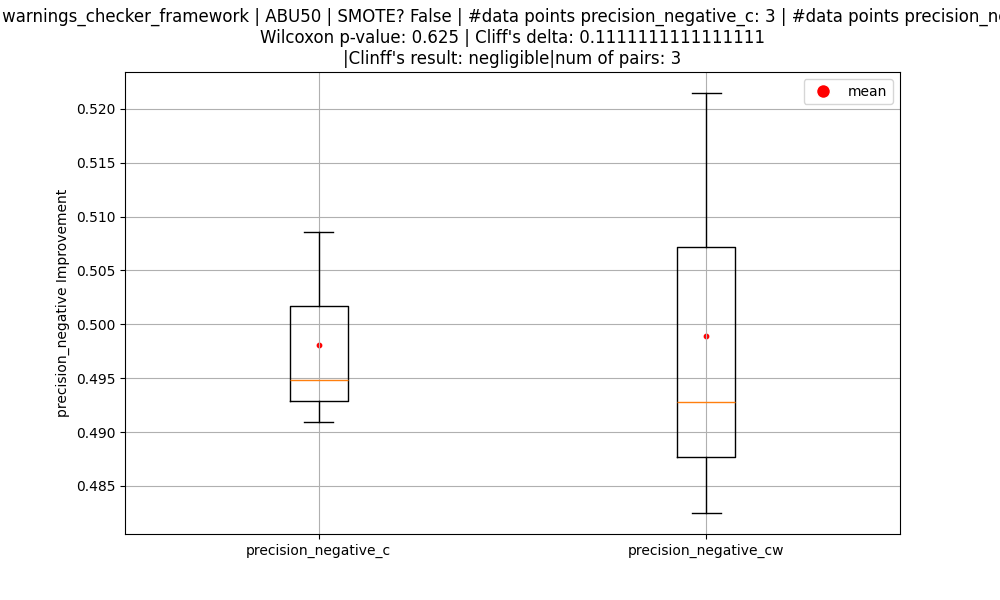 warnings_checker_framework | ABU50 | SMOTE? False | #data points precision_negative_c: 3 | #data points
Wilcoxon p-value: 0.625 | Cliff's delta: 0.1111111111111111
|Clinff's result: negligible|num of pairs: 3
mean
0.520
0.515
0.510
0.505
0.500
0.495
0.490
0.485
precision_negative Improvement
precision_negative_c
precision_negative_cw